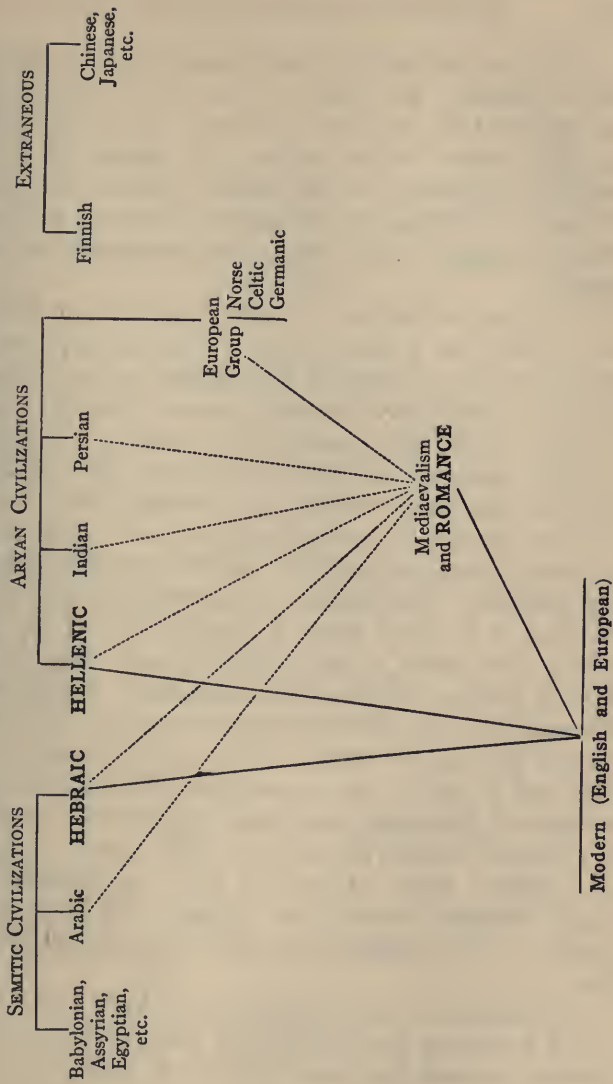 SEMITIC CIVILIZATIONS
Babylonian,
Assyrian,
Egyptian,
etc.
Arabic
HEBRAIC
ARYAN CIVILIZATIONS
HELLENIC
Indian
Persian
European
Group
Norse
Celtic
Germanic
EXTRANEOUS
Finnish
Chinese,
Japanese,
etc.
Mediaevalism
and ROMANCE
Modern (English and European)